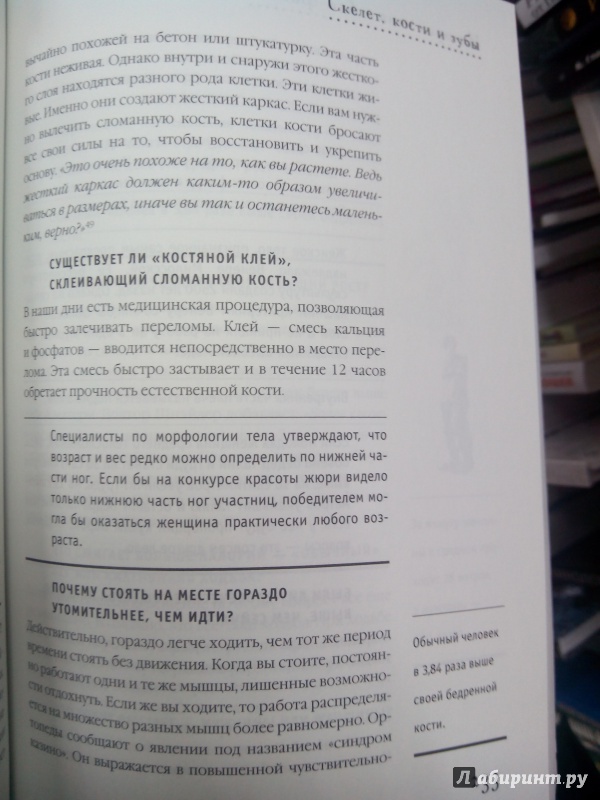 Скелет, кости и зубы
вычайно похожей на бетон или штукатурку. Эта часть
кости неживая. Однако внутри и снаружи этого жестко-
го слоя находятся разного рода клетки. Эти клетки жи-
вые. Именно они создают жесткий каркас. Если вам нуж-
но вылечить сломанную кость, клетки кости бросают
все свои силы на то, чтобы восстановить и укрепить
основу. «Это очень похоже на то, как вы растете. Ведь
жесткий каркас должен каким-то образом увеличи-
ваться в размерах, иначе вы так и останетесь малень-
ким, верно?»⁴⁹
СУЩЕСТВУЕТ ЛИ «КОСТЯНОЙ КЛЕЙ»,
СКЛЕИВАЮЩИЙ СЛОМАННУЮ КОСТЬ?
В наши дни есть медицинская процедура, позволяющая
быстро залечивать переломы. Клей — смесь кальция
и фосфатов — вводится непосредственно в место пере-
лома. Эта смесь быстро застывает и в течение 12 часов
обретает прочность естественной кости.
Специалисты по морфологии тела утверждают, что
возраст и вес редко можно определить по нижней ча-
сти ног. Если бы на конкурсе красоты жюри видело
только нижнюю часть ног участниц, победителем мог-
ла бы оказаться женщина практически любого воз-
раста.
ПОЧЕМУ СТОЯТЬ НА МЕСТЕ ГОРАЗДО
УТОМИТЕЛЬНЕЕ, ЧЕМ ИДТИ?
Действительно, гораздо легче ходить, чем тот же период
времени стоять без движения. Когда вы стоите, постоян-
но работают одни и те же мышцы, лишенные возможно-
сти отдохнуть. Если же вы ходите, то работа распределя-
ется на множество разных мышц более равномерно. Ор-
топеды сообщают о явлении под названием «синдром
казино». Он выражается в повышенной чувствительно-
Обычный человек
в 3,84 раза выше
своей бедренной
кости.
Лабиринт.ру